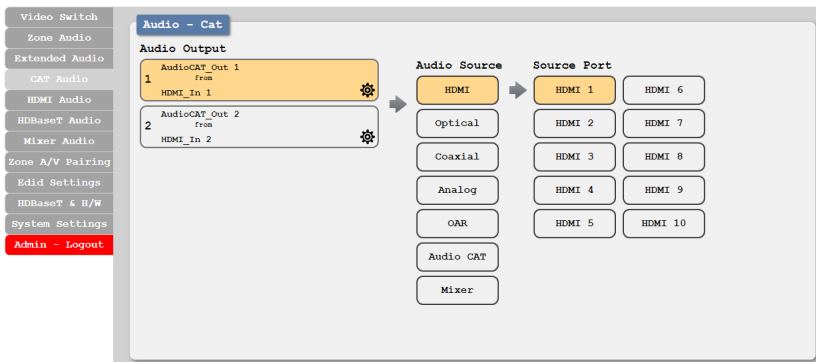 Video Switch
Zone Audio
Extended Audio
CAT Audio
HDMI Audio
HDBaseT Audio
Mixer Audio
Zone A/V Pairing
Edid Settings
HDBaseT & H/W
System Settings
Admin - Logout
Audio - Cat
Audio Output
1
AudioCAT_Out 1
from
HDMI_In 1
2
AudioCAT_Out 2
from
HDMI_In 2
Audio Source
HDMI
Optical
Coaxial
Analog
OAR
Audio CAT
Mixer
Source Port
HDMI 1
HDMI 2
HDMI 3
HDMI 4
HDMI 5
HDMI 6
HDMI 7
HDMI 8
HDMI 9
HDMI 10